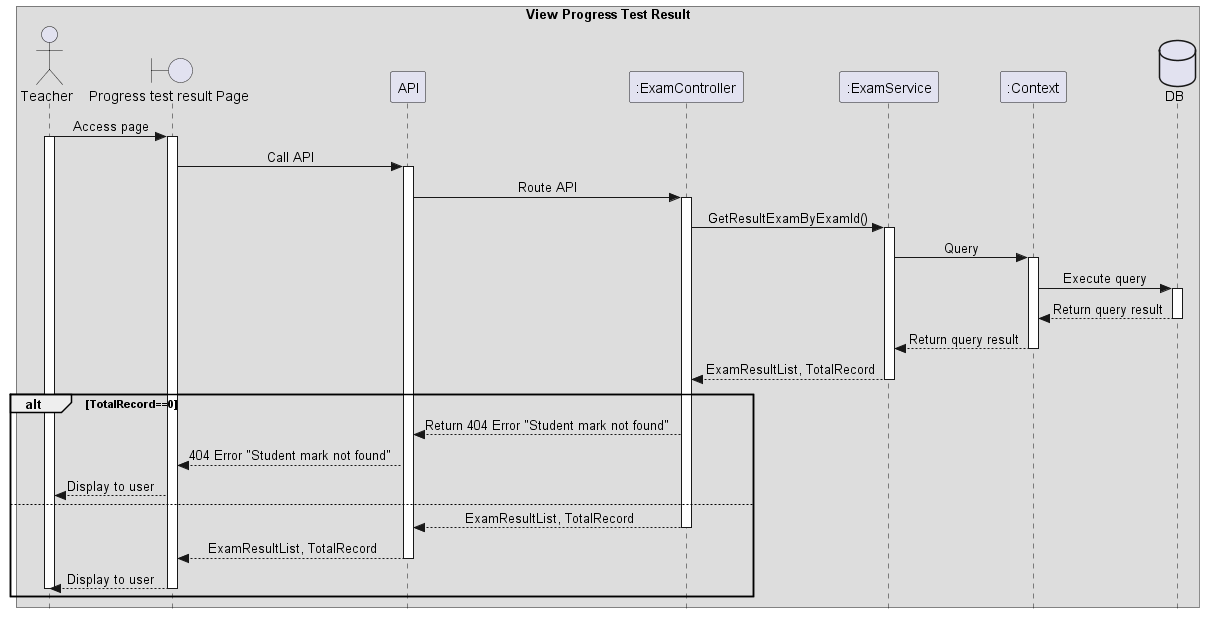 View Progress Test Result
Teacher
Progress test result Page
API
:ExamController
:ExamService
:Context
DB
Access page
Call API
Route API
GetResultExamByExamId()
Query
Execute query
Return query result
Return query result
ExamResultList, TotalRecord
alt
[TotalRecord==0]
Return 404 Error "Student mark not found"
404 Error "Student mark not found"
Display to user
ExamResultList, TotalRecord
ExamResultList, TotalRecord
Display to user